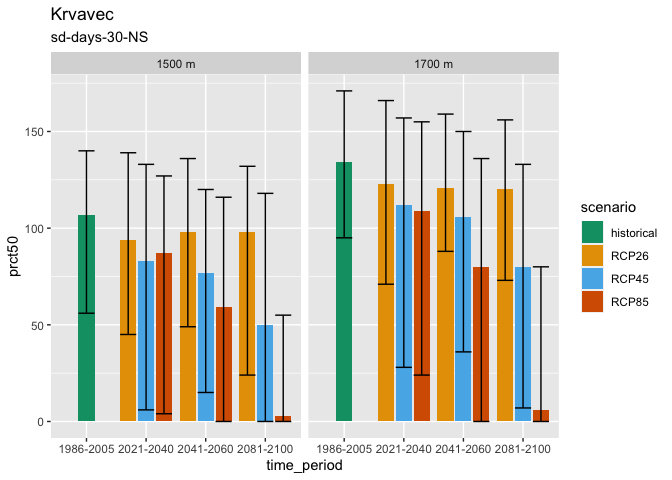 Krvavec
sd-days-30-NS
1500 m
1700 m
prct50
150
100
50
0
1986-2005 2021-2040 2041-2060 2081-2100
1986-2005 2021-2040 2041-2060 2081-2100
time_period
scenario
historical
RCP26
RCP45
RCP85